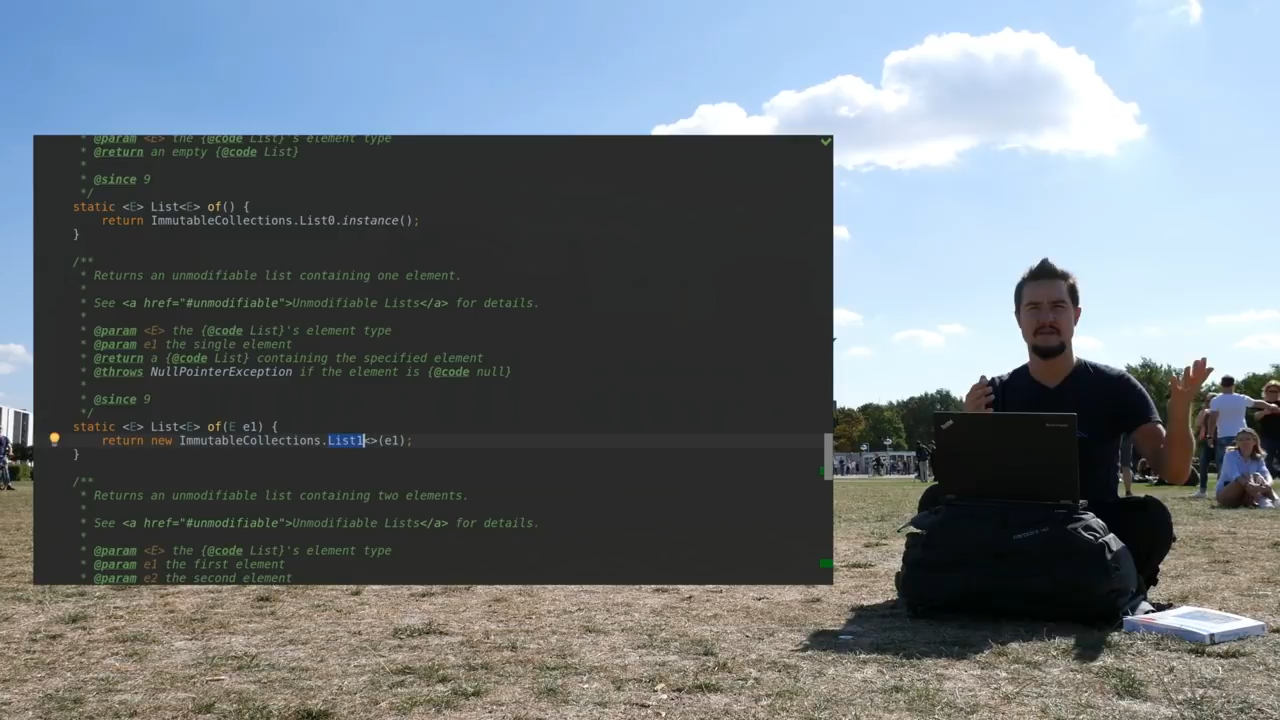 * @param <E> the {@code List}'s element type
* @return an empty {@code List}
*
* @since 9
*/
static <E> List<E> of() {
return ImmutableCollections.List0.instance();
}
/**
* Returns an unmodifiable list containing one element.
*
* See <a href="#unmodifiable">Unmodifiable Lists</a> for details.
*
* @param <E> the {@code List}'s element type
* @param e1 the single element
* @return a {@code List} containing the specified element
* @throws NullPointerException if the element is {@code null}
*
* @since 9
*/
static <E> List<E> of(E e1) {
return new ImmutableCollections.List1<>(e1);
}
/**
* Returns an unmodifiable list containing two elements.
*
* See <a href="#unmodifiable">Unmodifiable Lists</a> for details.
*
* @param <E> the {@code List}'s element type
* @param e1 the first element
* @param e2 the second element